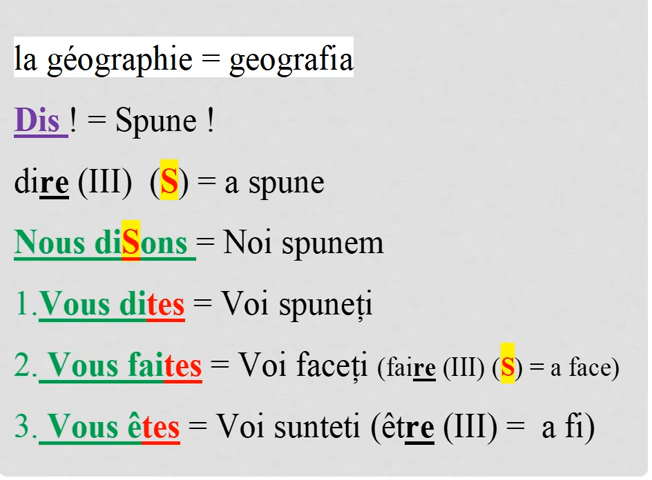 la géographie = geografia
Dis ! = Spune !
dire (III) (S) = a spune
Nous diSons = Noi spunem
1.Vous dites = Voi spuneți
2. Vous faites = Voi faceți (faire (III) (S) = a face)
3. Vous êtes = Voi sunteti (être (III) = a fi)